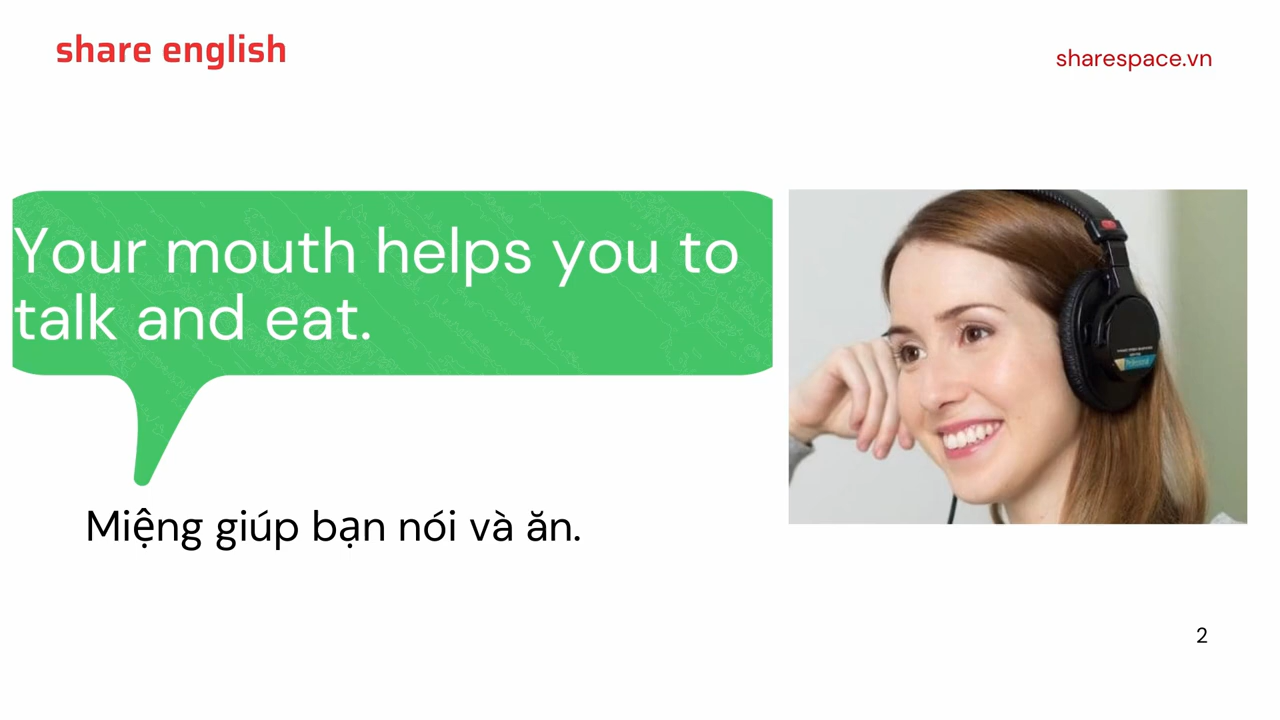 share english
sharespace.vn
Your mouth helps you to
talk and eat.
Miệng giúp bạn nói và ăn.
2